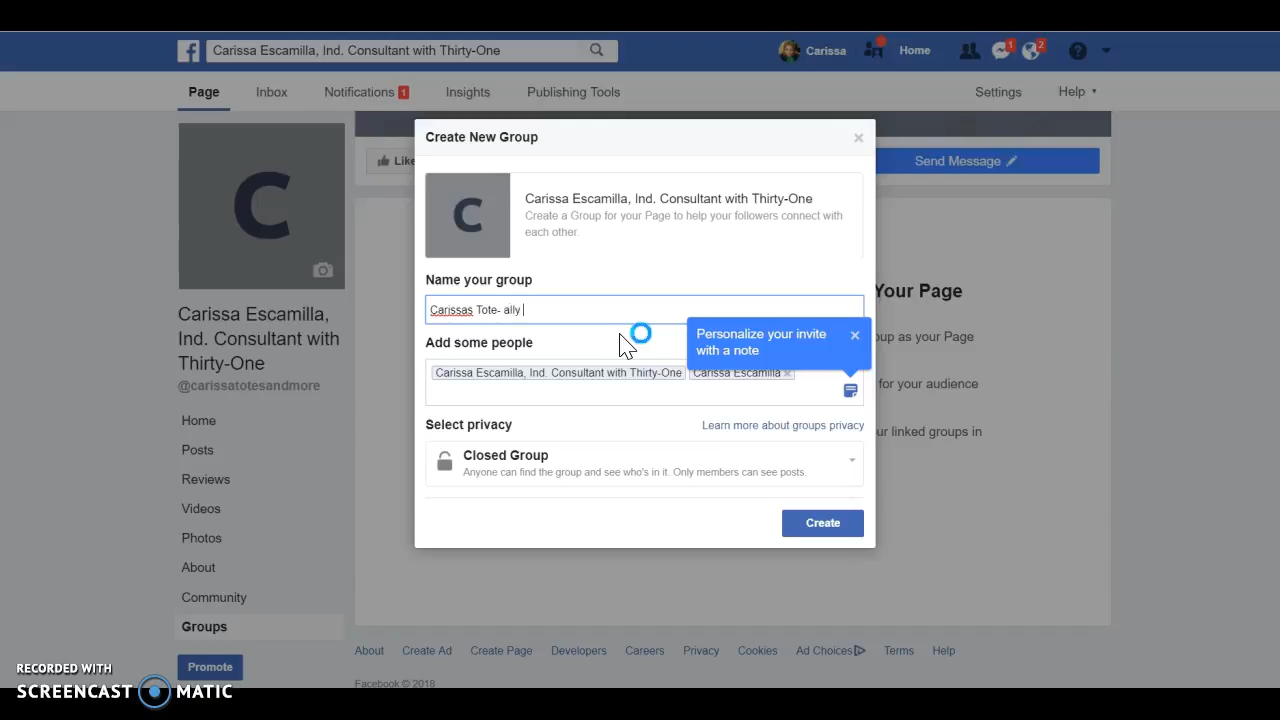 Carissa Escamilla, Ind. Consultant with Thirty-One
Carissa
Home
1
2
Page
Inbox
Notifications 1
Insights
Publishing Tools
Settings
Help
C
Carissa Escamilla,
Ind. Consultant with
Thirty-One
@carissatotesandmore
Home
Posts
Reviews
Videos
Photos
About
Community
Groups
Promote
Like
Send Message
Create New Group
C
Carissa Escamilla, Ind. Consultant with Thirty-One
Create a Group for your Page to help your followers connect with
each other.
Name your group
Carissas Tote- ally
Personalize your invite
with a note
Add some people
Carissa Escamilla, Ind. Consultant with Thirty-One
Carissa Escamilla
Select privacy
Learn more about groups privacy
Closed Group
Anyone can find the group and see who's in it. Only members can see posts.
Create
Your Page
up as your Page
for your audience
ur linked groups in
About
Create Ad
Create Page
Developers
Careers
Privacy
Cookies
Ad Choices
Terms
Help
Facebook © 2018
RECORDED WITH
SCREENCAST MATIC